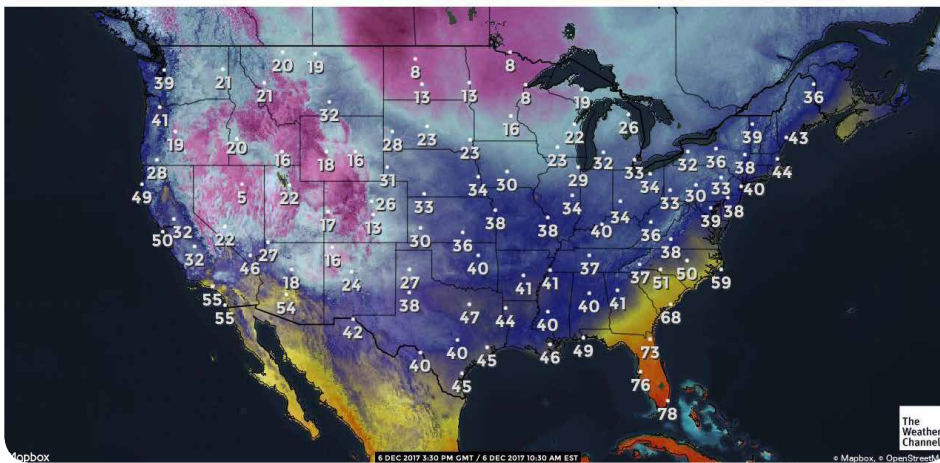 20 19 8 8
39 21 21 13 13 8 19 36
41 32 16 26
19 20 28 23 23 22 39 43
28 16 18 16 31 23 32 33 32 36 38 44
49 5 22 26 33 34 30 29 34 33 30 33 40
50 32 22 17 13 30 38 38 34 34 40 36 39 38
32 46 27 16 36 40 37 38 50
55 18 24 27 41 41 37 51 59
55 54 38 47 44 40 40 41 68
42 40 40 45 46 49 73
45 76
78
The
Weather
Channel
Mapbox
6 DEC 2017 3:30 PM GMT / 6 DEC 2017 10:30 AM EST
© Mapbox, © OpenStreetM